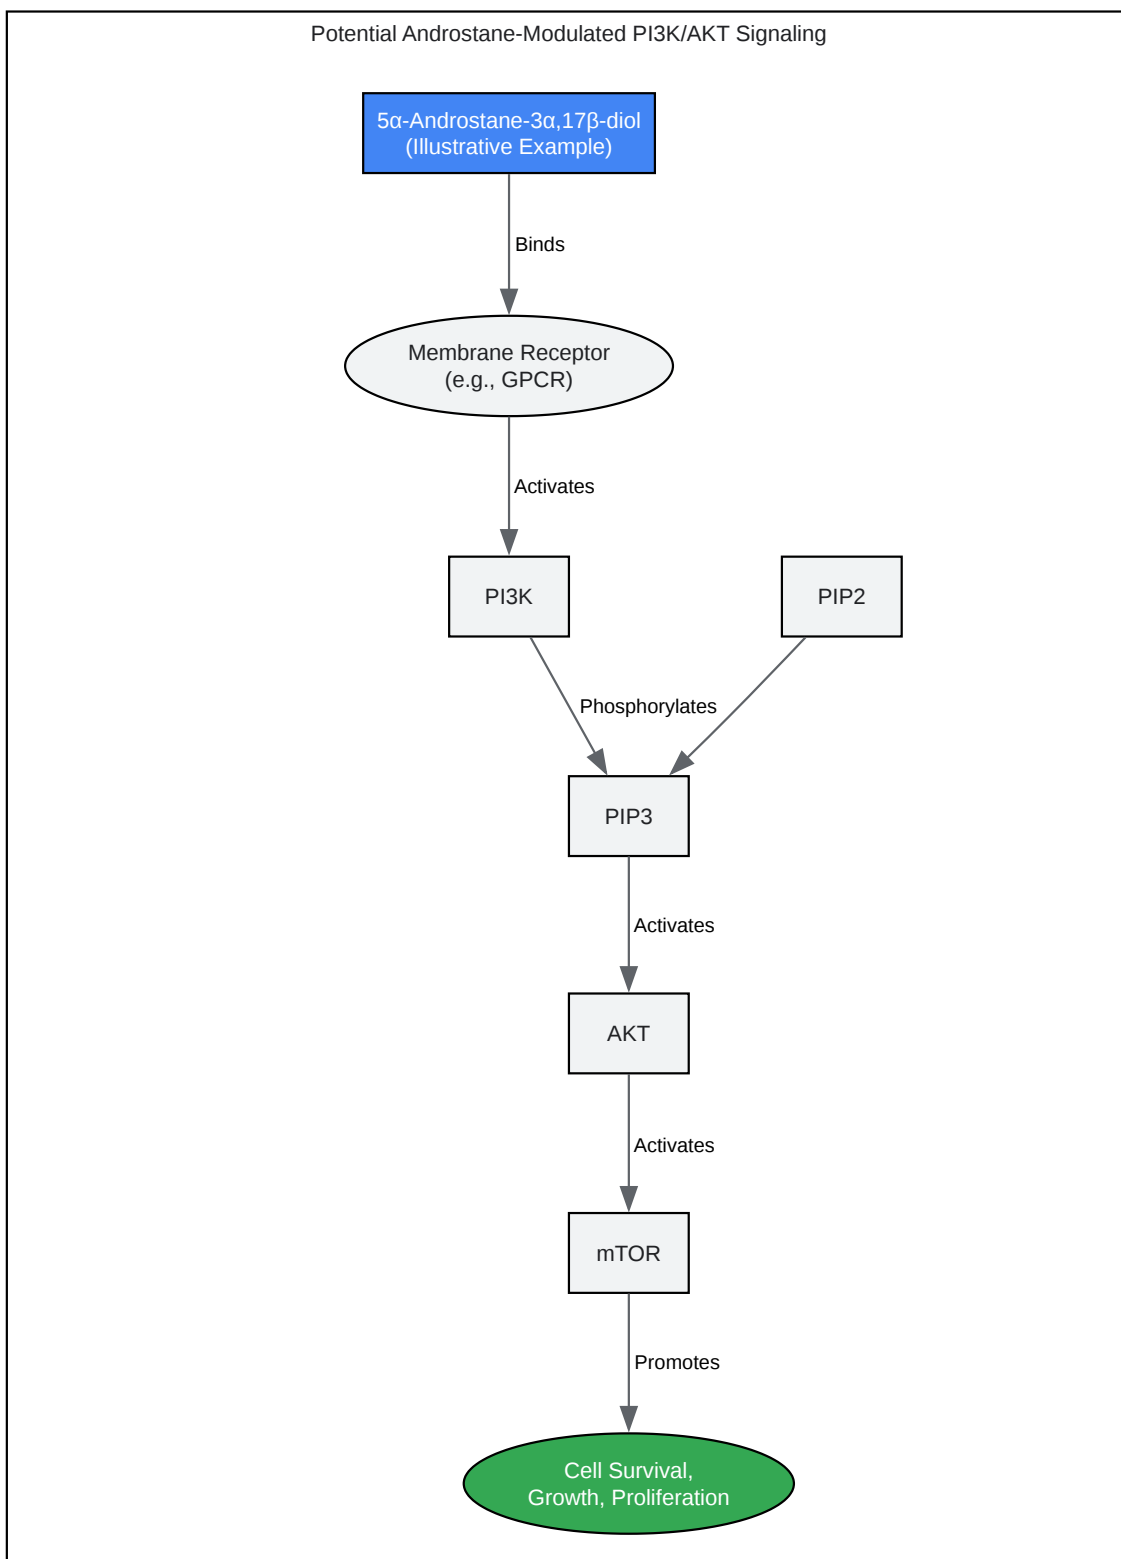 Potential Androstane-Modulated PI3K/AKT Signaling
5α-Androstane-3α,17β-diol
(Illustrative Example)
Binds
Membrane Receptor
(e.g., GPCR)
Activates
PI3K
PIP2
Phosphorylates
PIP3
Activates
AKT
Activates
mTOR
Promotes
Cell Survival,
Growth, Proliferation